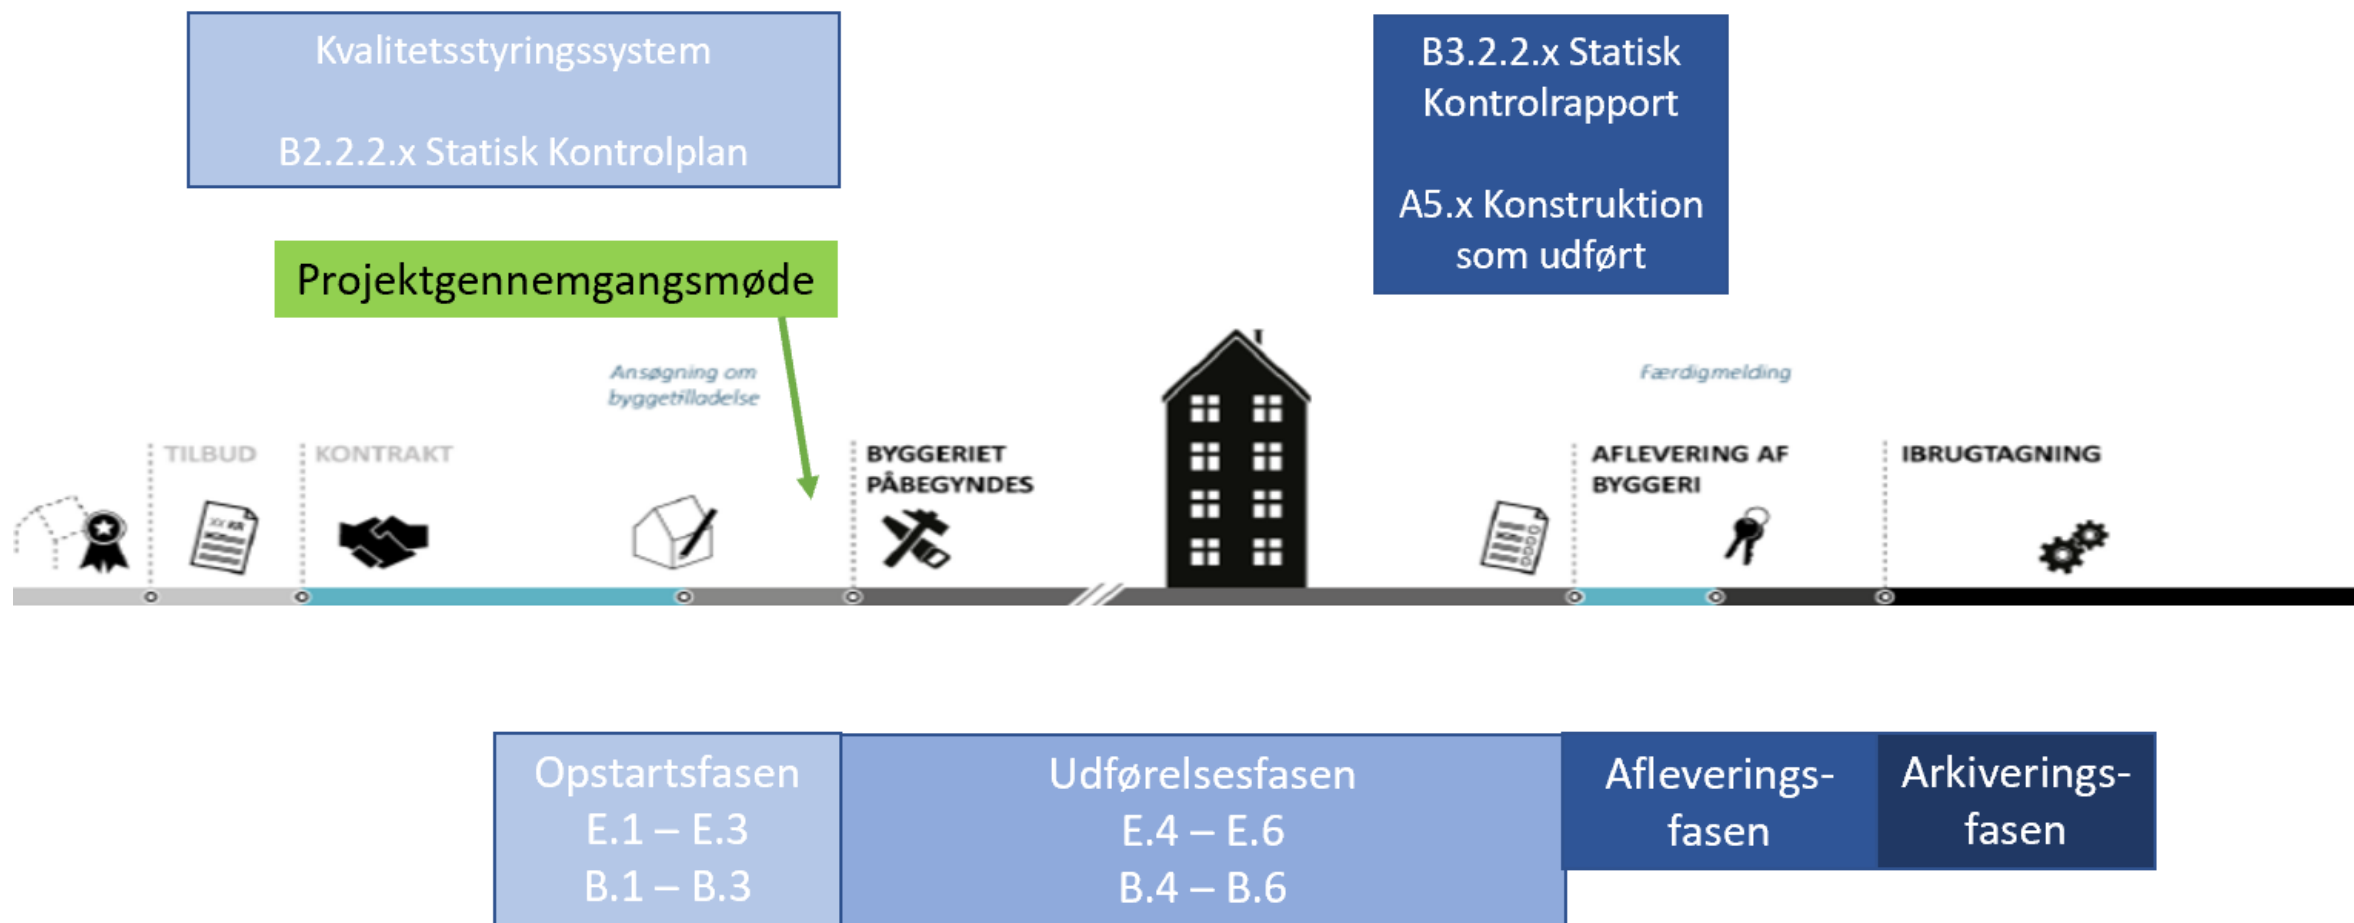 Kvalitetsstyringssystem
B2.2.2.x Statisk Kontrolplan
B3.2.2.x Statisk
Kontrolrapport
A5.x Konstruktion
som udført
Projektgennemgangsmøde
Ansøgning om
byggetilladelse
Færdigmelding
TILBUD
KONTRAKT
BYGGERIET
PÅBEGYNDES
AFLEVERING AF
BYGGERI
IBRUGTAGNING
Opstartsfasen
E.1 – E.3
B.1 – B.3
Udførelsesfasen
E.4 – E.6
B.4 – B.6
Afleverings-
fasen
Arkiverings-
fasen